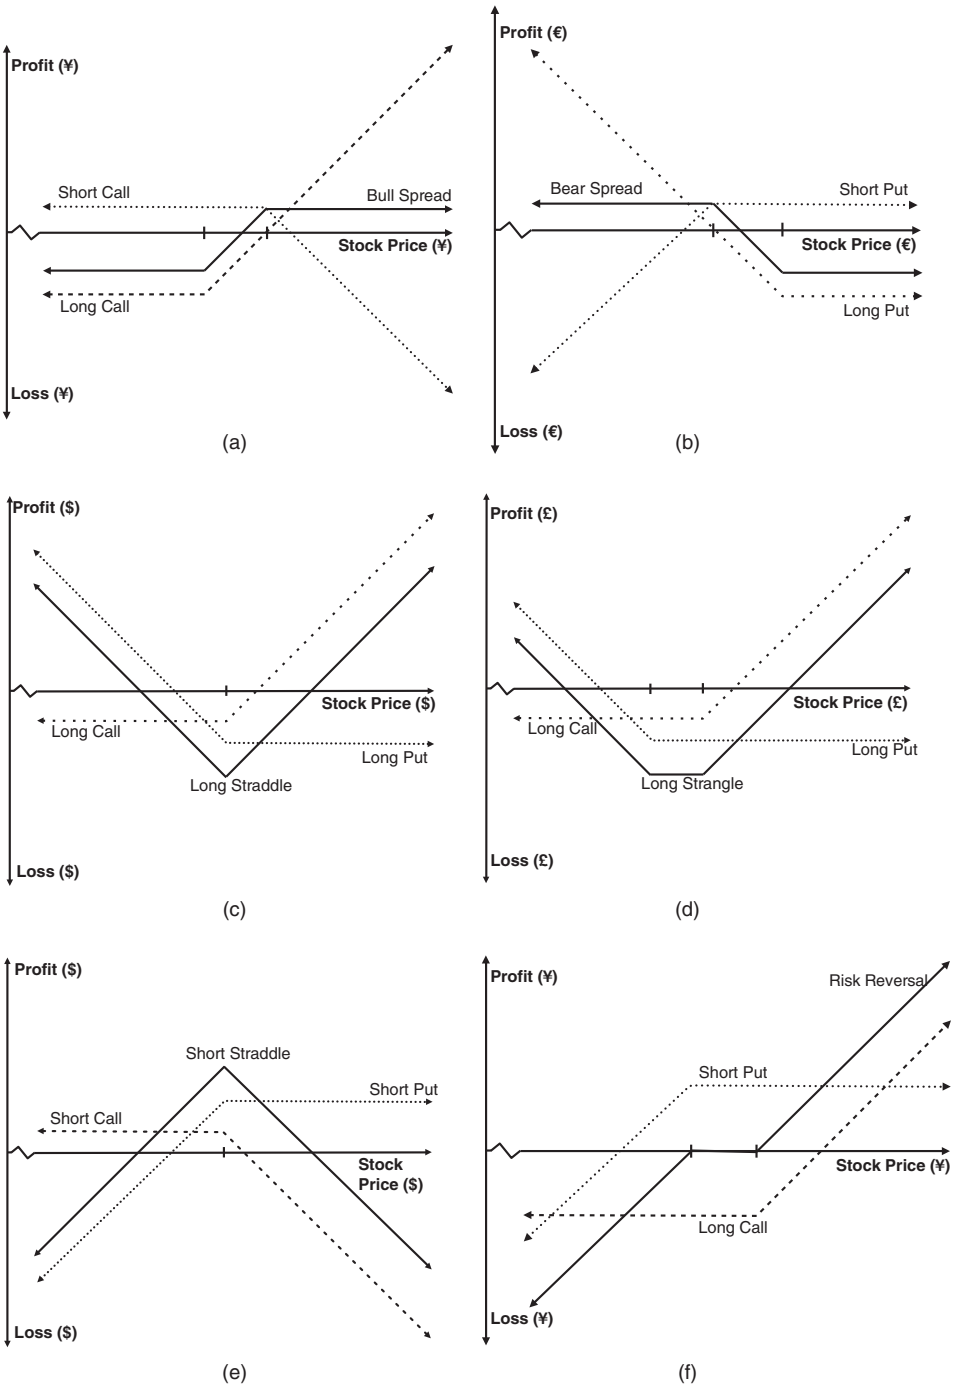 Profit (¥)
Short Call
Bull Spread
Stock Price (¥)
Long Call
Loss (¥)
(a)
Profit (€)
Bear Spread
Short Put
Stock Price (€)
Long Put
Loss (€)
(b)
Profit ($)
Stock Price ($)
Long Call
Long Put
Long Straddle
Loss ($)
(c)
Profit (£)
Stock Price (£)
Long Call
Long Put
Long Strangle
Loss (£)
(d)
Profit ($)
Short Straddle
Short Put
Short Call
Stock
Price ($)
Loss ($)
(e)
Profit (¥)
Risk Reversal
Short Put
Stock Price (¥)
Long Call
Loss (¥)
(f)